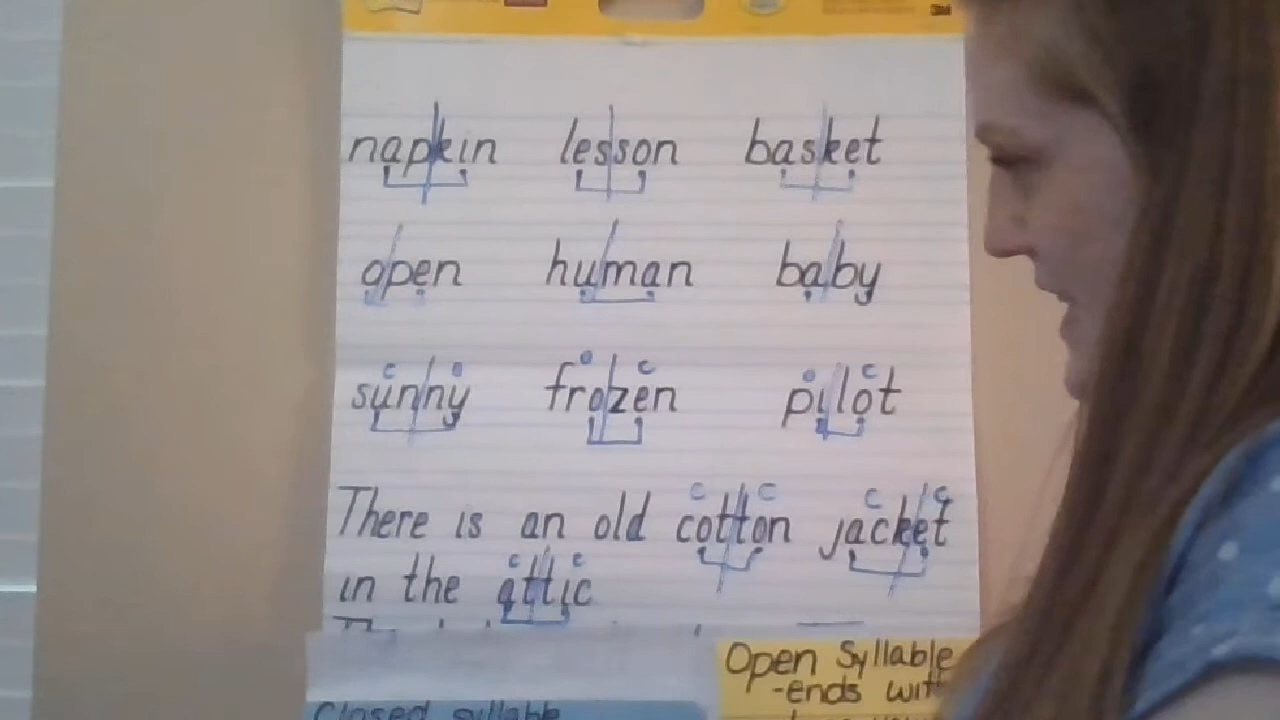 napkin lesson basket
open human baby
sunny frozen pilot
There is an old cotton jacket
in the attic
Open Syllable
-ends with
Closed syllable
3M